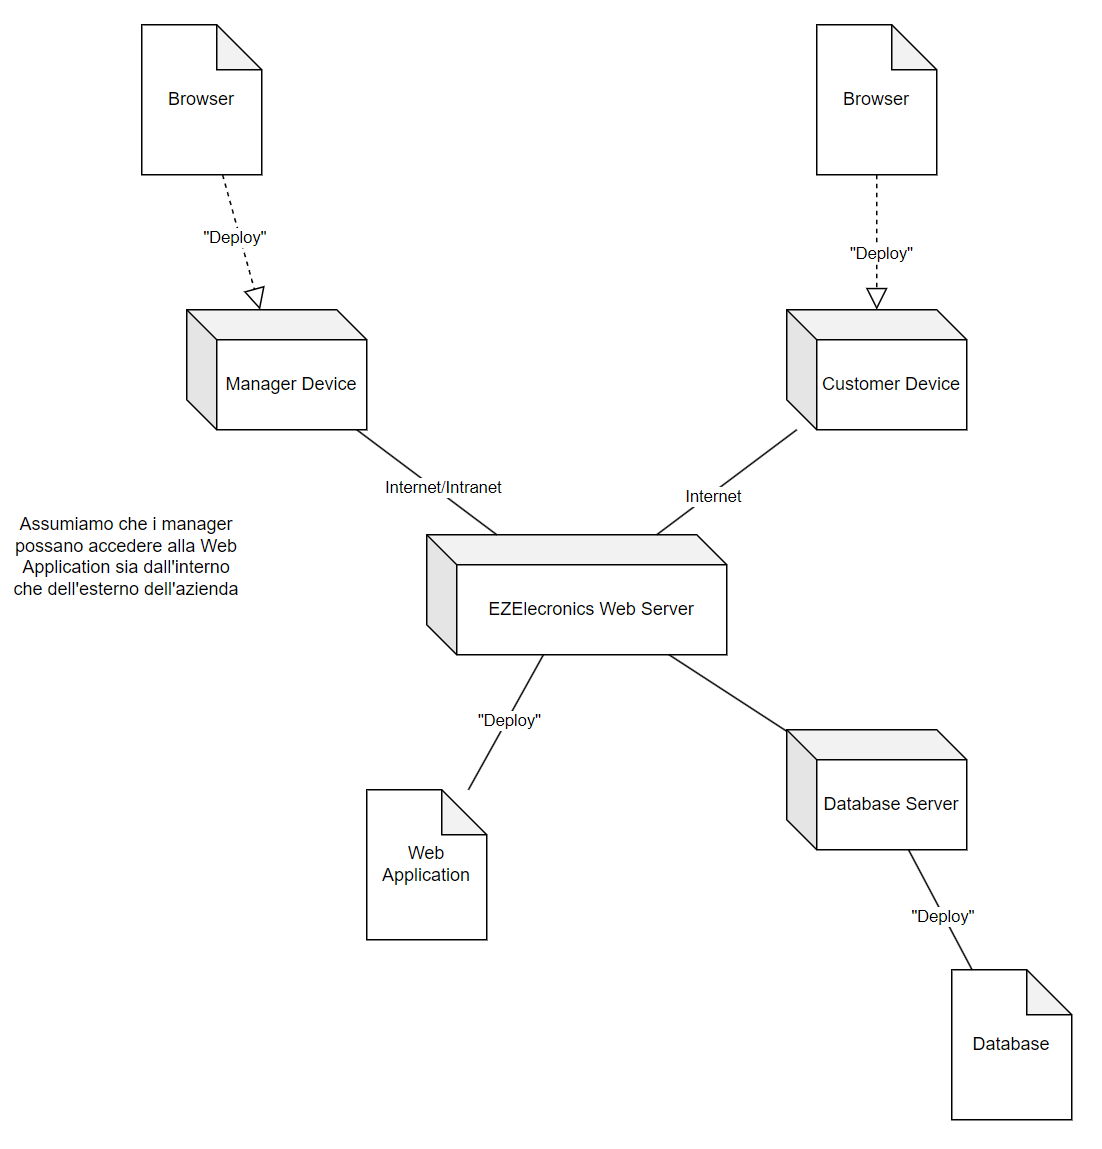 Browser
Browser
"Deploy"
"Deploy"
Manager Device
Customer Device
Internet/Intranet
Internet
Assumiamo che i manager
possano accedere alla Web
Application sia dall'interno
che dell'esterno dell'azienda
EZElecronics Web Server
"Deploy"
Database Server
Web
Application
"Deploy"
Database